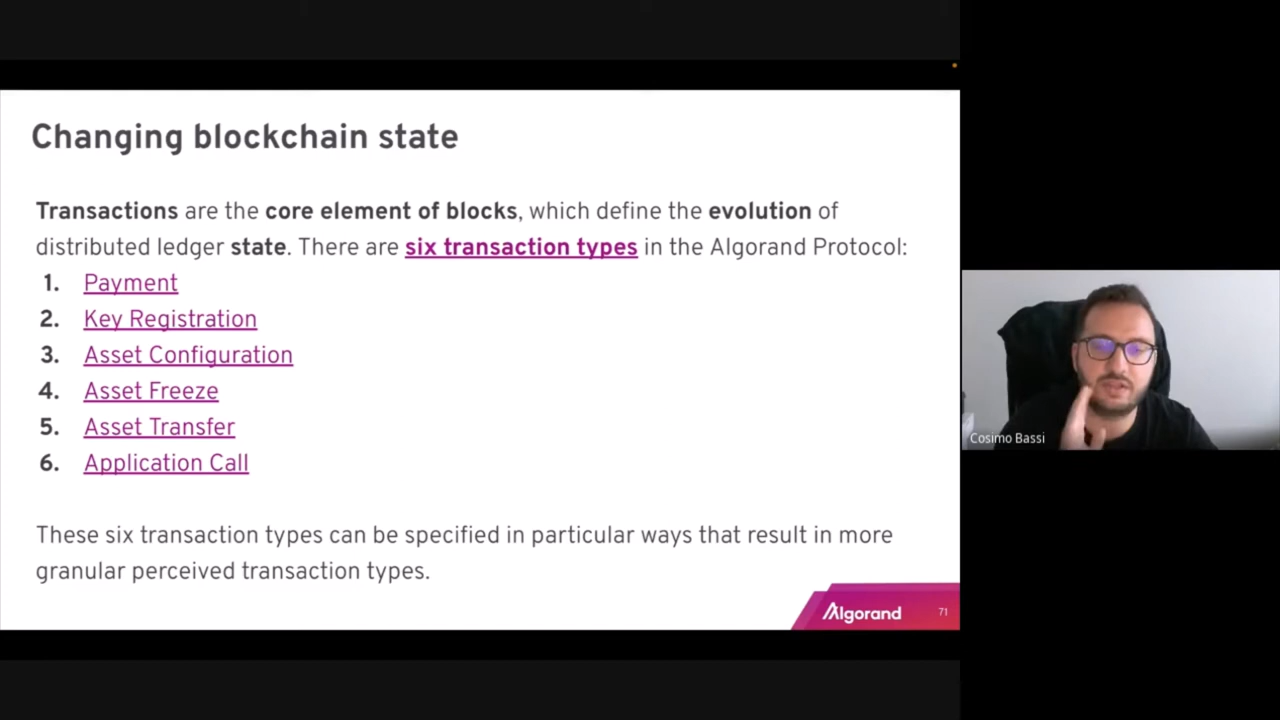 Changing blockchain state
Transactions are the core element of blocks, which define the evolution of
distributed ledger state. There are six transaction types in the Algorand Protocol:
1. Payment
2. Key Registration
3. Asset Configuration
4. Asset Freeze
5. Asset Transfer
6. Application Call
These six transaction types can be specified in particular ways that result in more
granular perceived transaction types.
Algorand
71
Cosimo Bassi